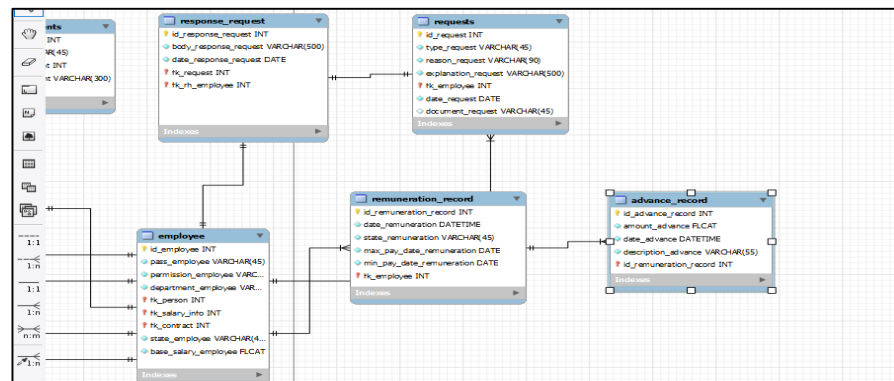 nts
INT
AR(45)
nt INT
nt VARCHAR(300)
response_request
id_response_request INT
body_response_request VARCHAR(500)
date_response_request DATE
fk_request INT
fk_rh_employee INT
Indexes
requests
id_request INT
type_request VARCHAR(45)
reason_request VARCHAR(90)
explanation_request VARCHAR(500)
fk_employee INT
date_request DATE
document_request VARCHAR(45)
Indexes
remuneration_record
id_remuneration_record INT
date_remuneration DATETIME
state_remuneration VARCHAR(45)
max_pay_date_remuneration DATE
min_pay_date_remuneration DATE
fk_employee INT
Indexes
advance_record
id_advance_record INT
amount_advance FLOAT
date_advance DATETIME
description_advance VARCHAR(55)
id_remuneration_record INT
Indexes
employee
id_employee INT
pass_employee VARCHAR(45)
permission_employee VARC...
department_employee VAR...
fk_person INT
fk_salary_info INT
fk_contract INT
state_employee VARCHAR(4...
base_salary_employee FLOAT
Indexes
1:1
1:n
1:1
1:n
n:m
1:n